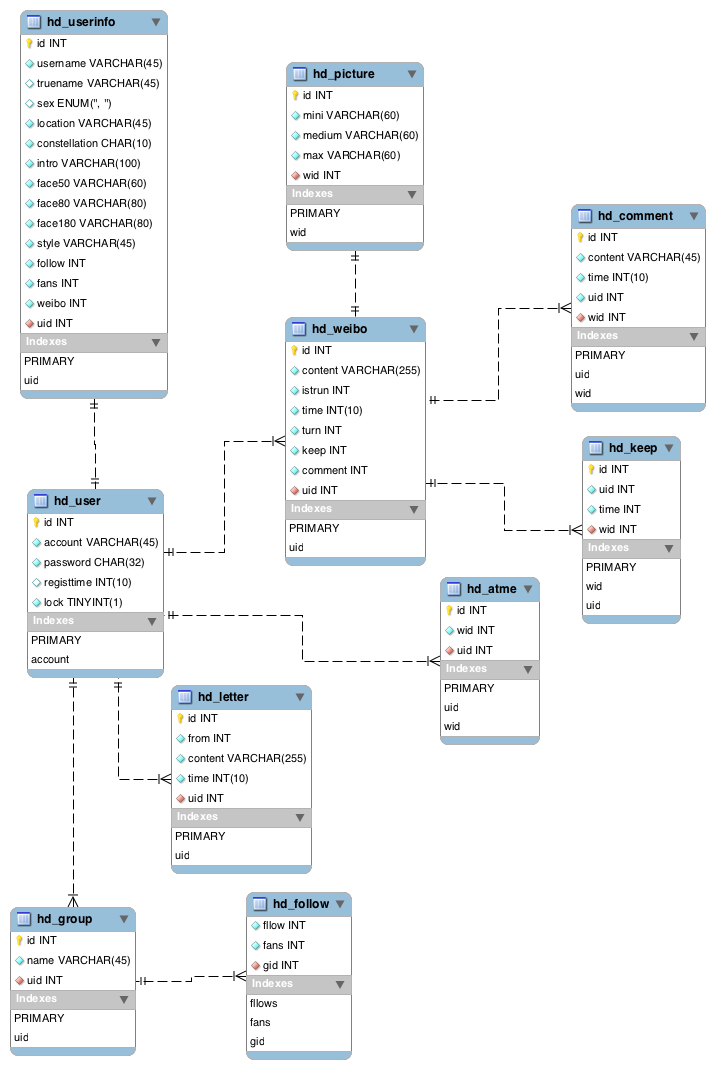 hd_userinfo
id INT
username VARCHAR(45)
truename VARCHAR(45)
sex ENUM('', '')
location VARCHAR(45)
constellation CHAR(10)
intro VARCHAR(100)
face50 VARCHAR(60)
face80 VARCHAR(80)
face180 VARCHAR(80)
style VARCHAR(45)
follow INT
fans INT
weibo INT
uid INT
Indexes
PRIMARY
uid
hd_picture
id INT
mini VARCHAR(60)
medium VARCHAR(60)
max VARCHAR(60)
wid INT
Indexes
PRIMARY
wid
hd_comment
id INT
content VARCHAR(45)
time INT(10)
uid INT
wid INT
Indexes
PRIMARY
uid
wid
hd_weibo
id INT
content VARCHAR(255)
istrun INT
time INT(10)
turn INT
keep INT
comment INT
uid INT
Indexes
PRIMARY
uid
hd_keep
id INT
uid INT
time INT
wid INT
Indexes
PRIMARY
wid
uid
hd_user
id INT
account VARCHAR(45)
password CHAR(32)
registtime INT(10)
lock TINYINT(1)
Indexes
PRIMARY
account
hd_atme
id INT
wid INT
uid INT
Indexes
PRIMARY
uid
wid
hd_letter
id INT
from INT
content VARCHAR(255)
time INT(10)
uid INT
Indexes
PRIMARY
uid
hd_group
id INT
name VARCHAR(45)
uid INT
Indexes
PRIMARY
uid
hd_follow
fllow INT
fans INT
gid INT
Indexes
fllows
fans
gid